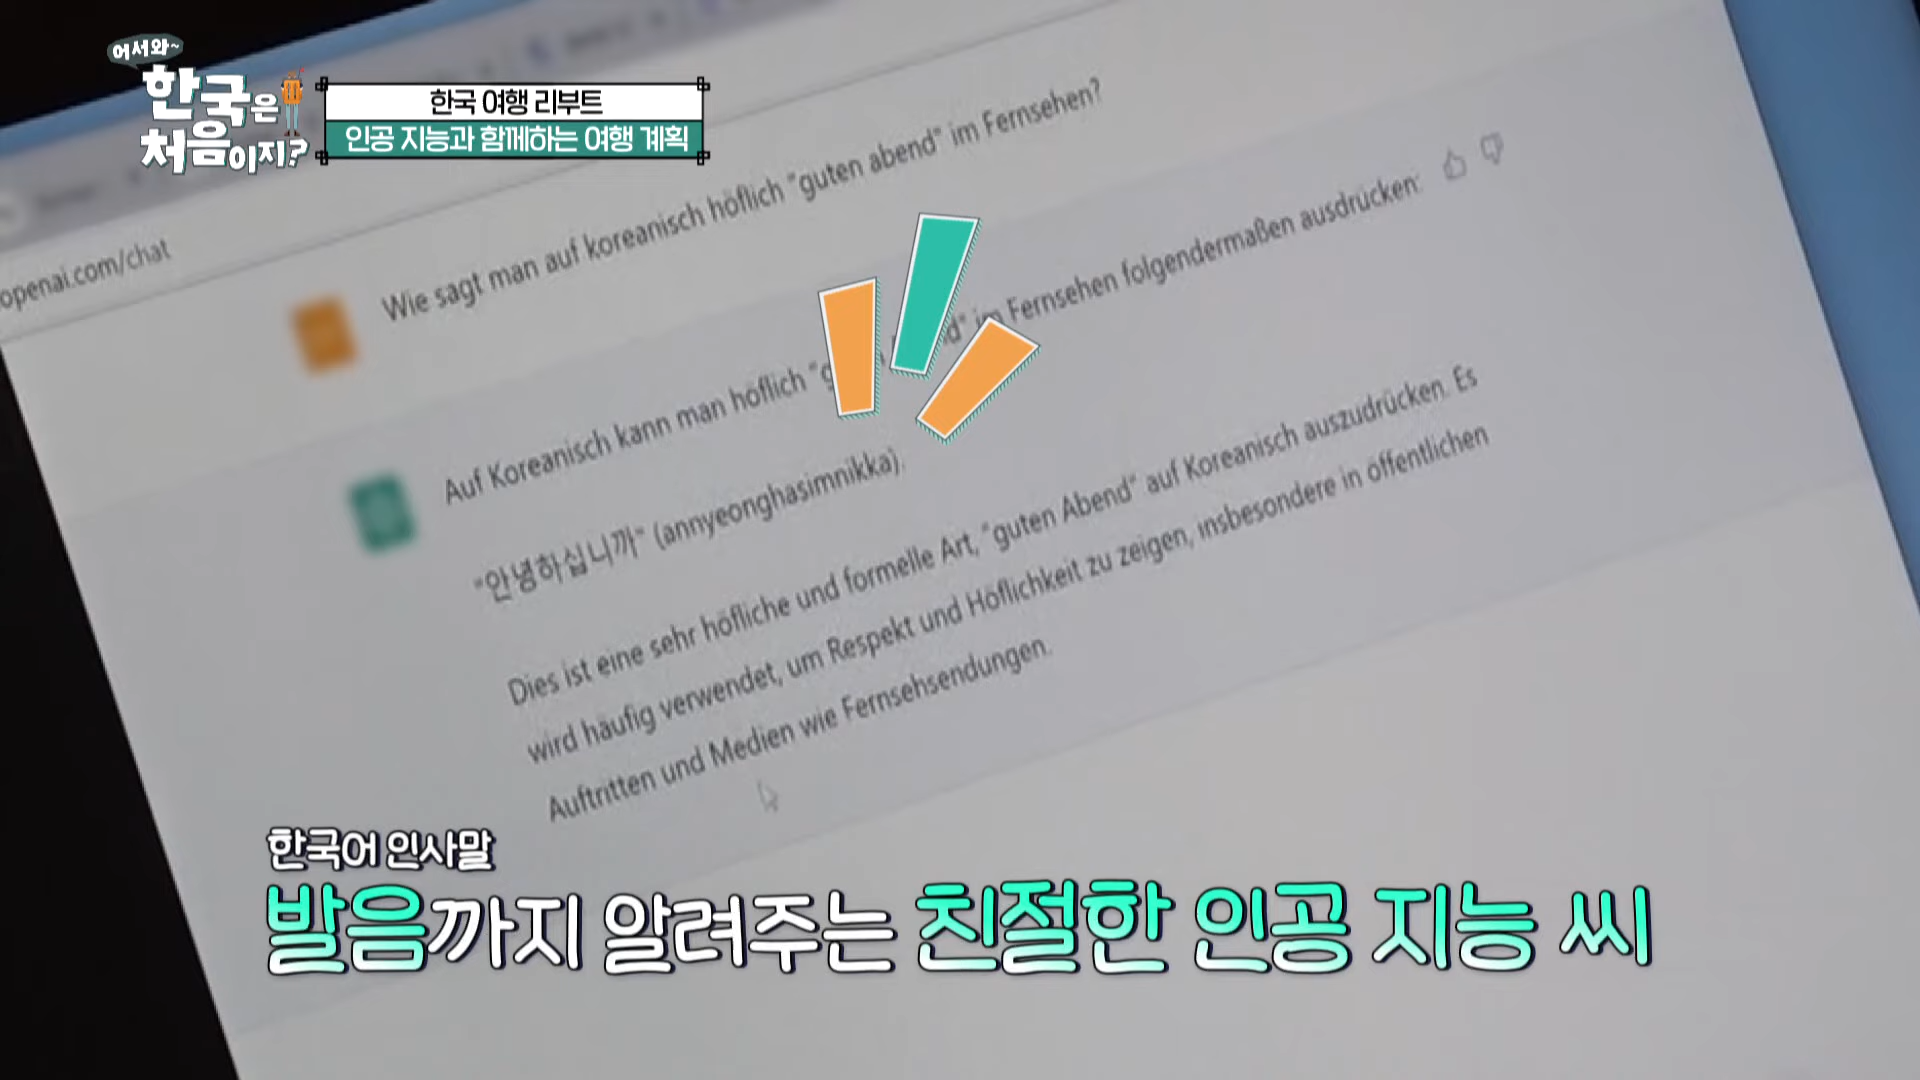 어서와~
한국은
처음이지?
한국 여행 리부트
인공 지능과 함께하는 여행 계획
openai.com/chat
Wie sagt man auf koreanisch höflich "guten abend" im Fernsehen?
Auf Koreanisch kann man höflich im Fernsehen folgendermaßen ausdrücken:
"안녕하십니까" (annyeonghasimnikka).
Dies ist eine sehr höfliche und formelle Art, "guten Abend" auf Koreanisch auszudrücken. Es
wird häufig verwendet, um Respekt und Höflichkeit zu zeigen, insbesondere in öffentlichen
Auftritten und Medien wie Fernsehsendungen.
한국어 인사말
발음까지 알려주는 친절한 인공 지능 씨